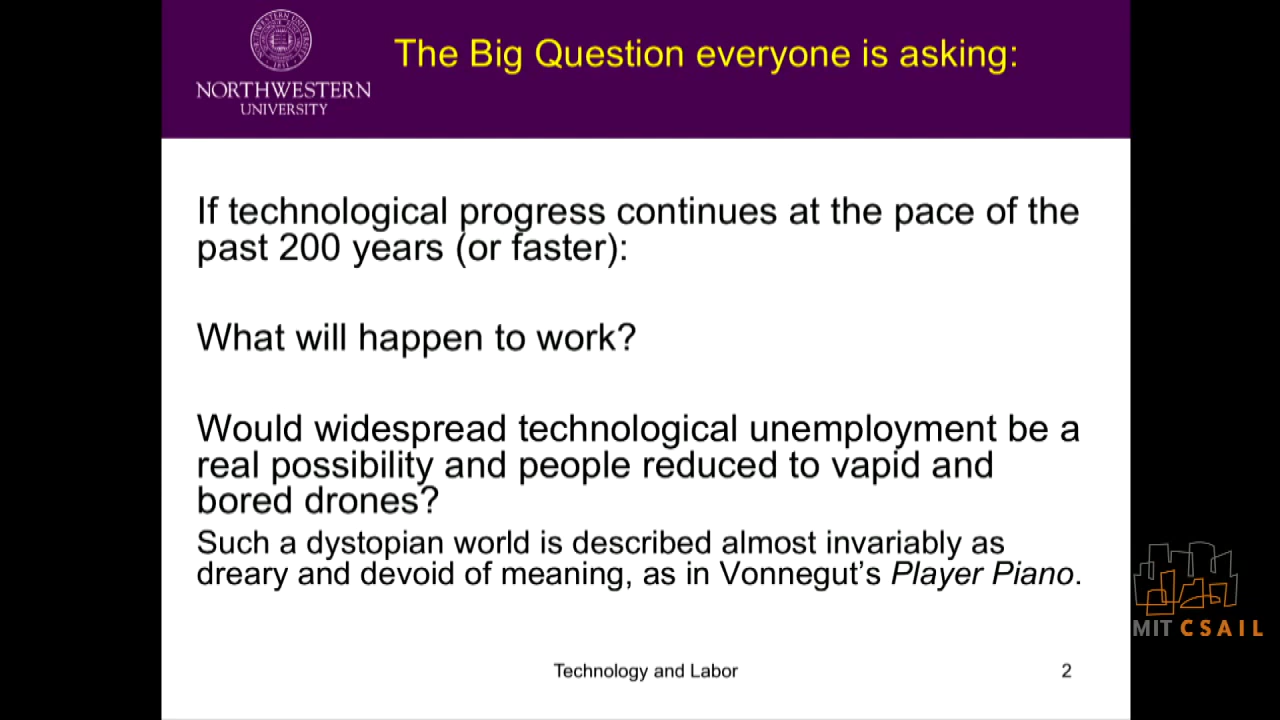 NORTHWESTERN
UNIVERSITY
The Big Question everyone is asking:
If technological progress continues at the pace of the
past 200 years (or faster):
What will happen to work?
Would widespread technological unemployment be a
real possibility and people reduced to vapid and
bored drones?
Such a dystopian world is described almost invariably as
dreary and devoid of meaning, as in Vonnegut’s Player Piano.
MIT CSAIL
Technology and Labor
2